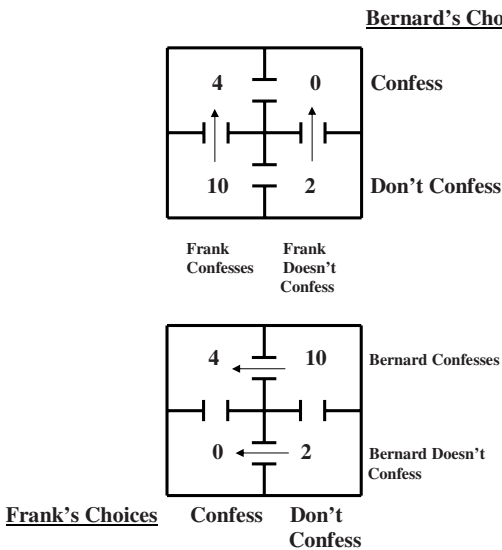 Bernard's Cho
4 0 Confess
10 2 Don't Confess
Frank Frank
Confesses Doesn't
Confess
4 10 Bernard Confesses
0 2 Bernard Doesn't
Confess
Frank's Choices Confess Don't
Confess